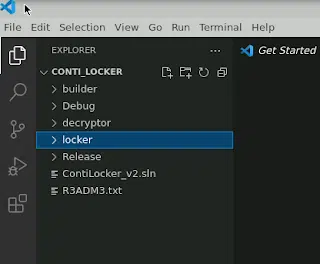 File Edit Selection View Go Run Terminal Help
EXPLORER
CONTI_LOCKER
Get Started
builder
Debug
decryptor
locker
Release
ContiLocker_v2.sln
R3ADM3.txt